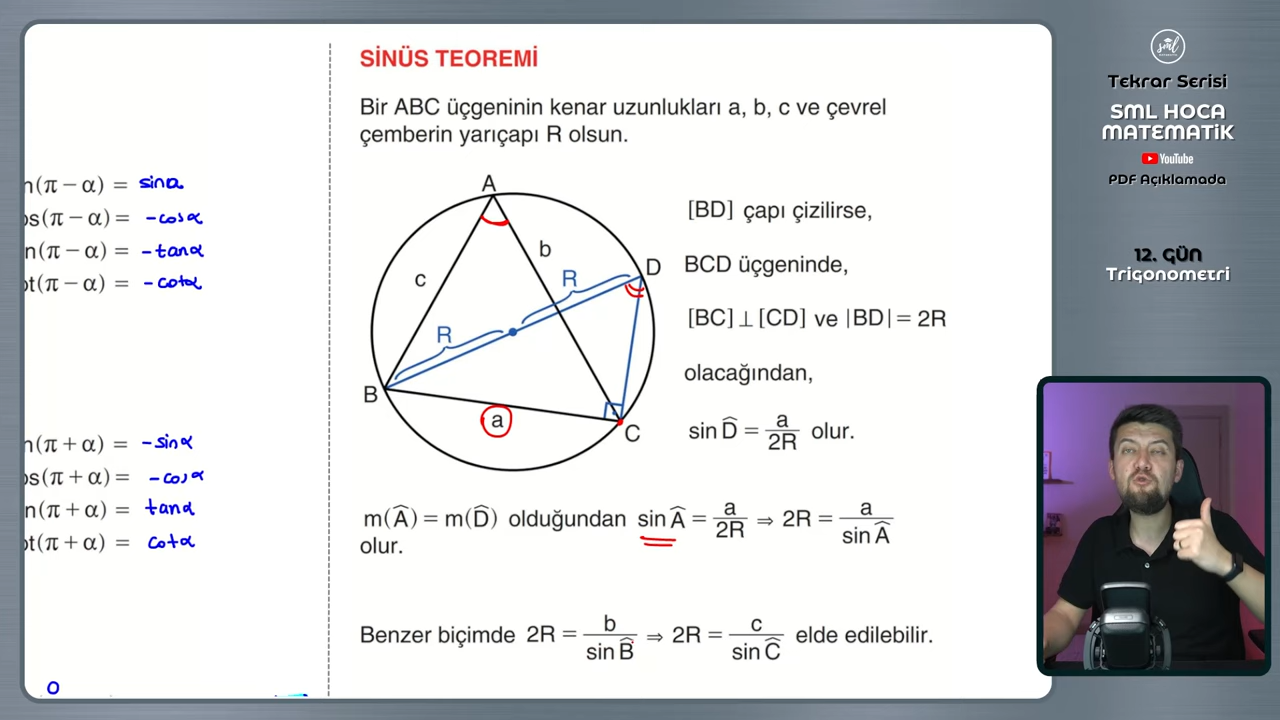 n(π − α) = sinα
os(π − α) = -cosα
n(π − α) = -tanα
ot(π − α) = -cotα
n(π + α) = -sinα
os(π + α) = -cosα
n(π + α) = tanα
ot(π + α) = cotα
0
SİNÜS TEOREMİ
Bir ABC üçgeninin kenar uzunlukları a, b, c ve çevrel
çemberin yarıçapı R olsun.
A
b
c
D
R
R
B
a
C
[BD] çapı çizilirse,
BCD üçgeninde,
[BC] ⊥ [CD] ve |BD| = 2R
olacağından,
sin D̂ = a/2R olur.
m(Â) = m(D̂) olduğundan sin  = a/2R ⇒ 2R = a/sin Â
olur.
Benzer biçimde 2R = b/sin B̂ ⇒ 2R = c/sin Ĉ elde edilebilir.
sml
Tekrar Serisi
SML HOCA
MATEMATİK
YouTube
PDF Açıklamada
12. GÜN
Trigonometri